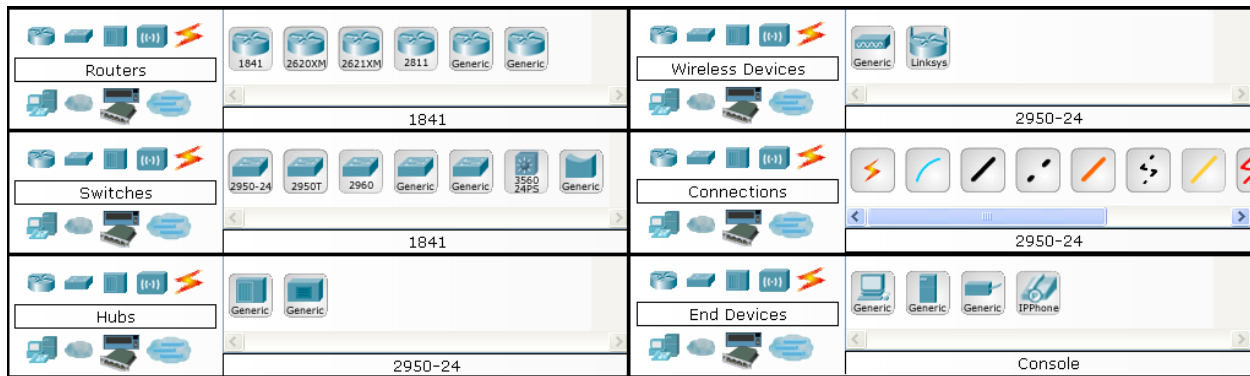 Routers
1841 2620XM 2621XM 2811 Generic Generic
1841
Wireless Devices
Generic Linksys
2950-24
Switches
2950-24 2950T 2960 Generic Generic 3560 24PS Generic
1841
Connections
2950-24
Hubs
Generic Generic
2950-24
End Devices
Generic Generic Generic IPPhone
Console